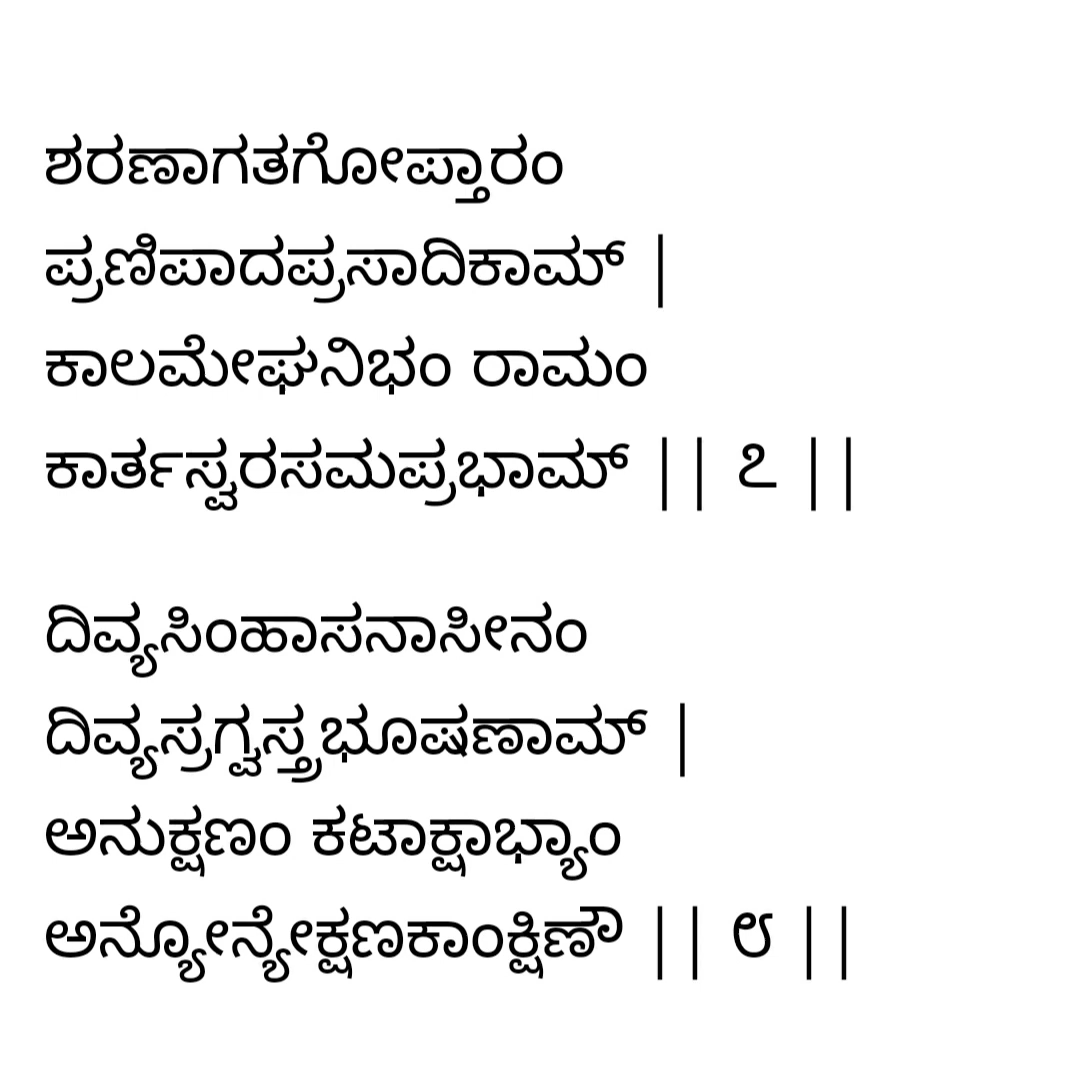 ಶರಣಾಗತಗೋಪ್ತಾರಂ
ಪ್ರಣಿಪಾದಪ್ರಸಾದಿಕಾಮ್ |
ಕಾಲಮೇಘನಿಭಂ ರಾಮಂ
ಕಾರ್ತಸ್ವರಸಮಪ್ರಭಾಮ್ || ೭ ||
ದಿವ್ಯಸಿಂಹಾಸನಾಸೀನಂ
ದಿವ್ಯಸ್ರಗ್ವಸ್ತ್ರಭೂಷಣಾಮ್ |
ಅನುಕ್ಷಣಂ ಕಟಾಕ್ಷಾಭ್ಯಾಂ
ಅನ್ಯೋನ್ಯೇಕ್ಷಣಕಾಂಕ್ಷಿಣೌ || ೮ ||